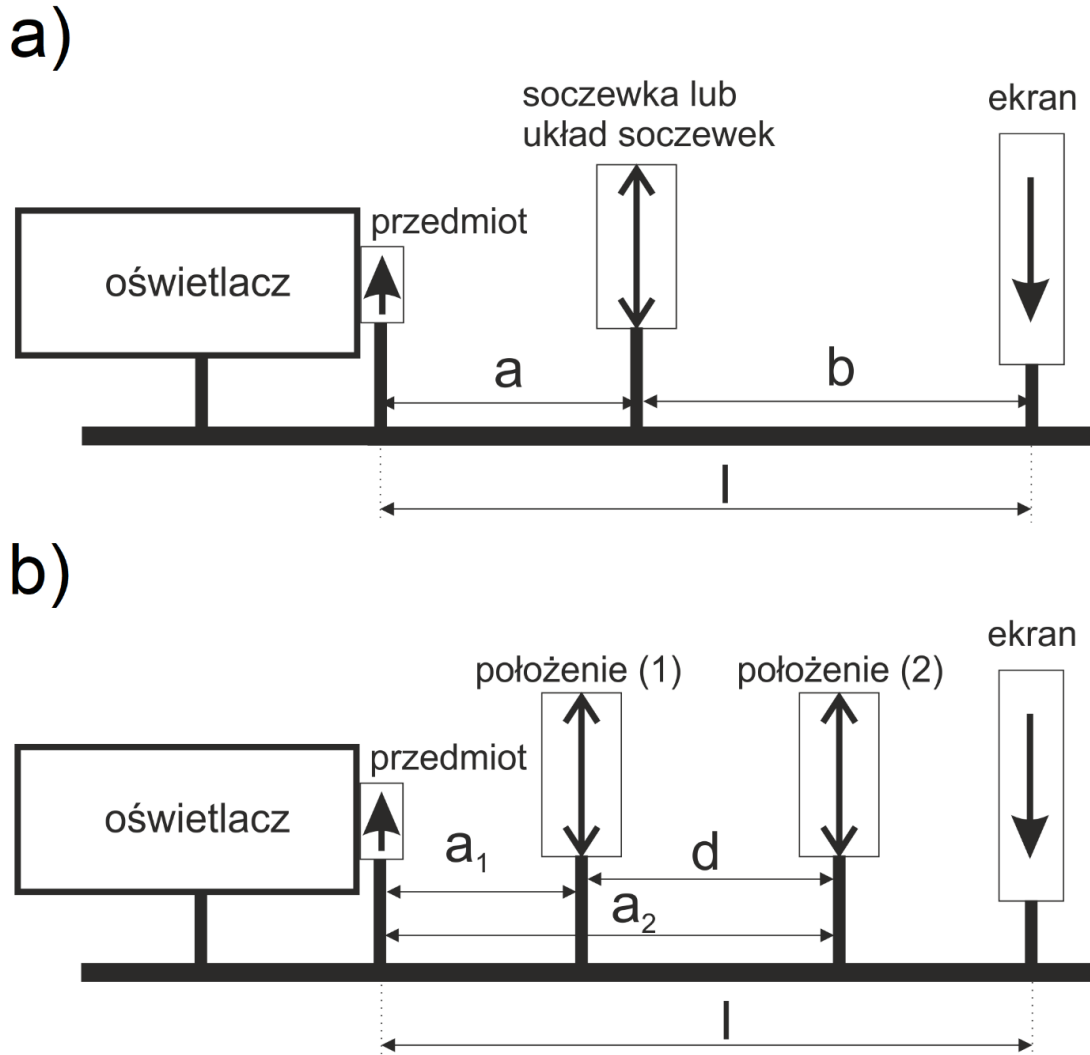 a)
soczewka lub
układ soczewek
ekran
przedmiot
oświetlacz
a
b
l
b)
położenie (1)
położenie (2)
ekran
przedmiot
oświetlacz
a₁
d
a₂
l